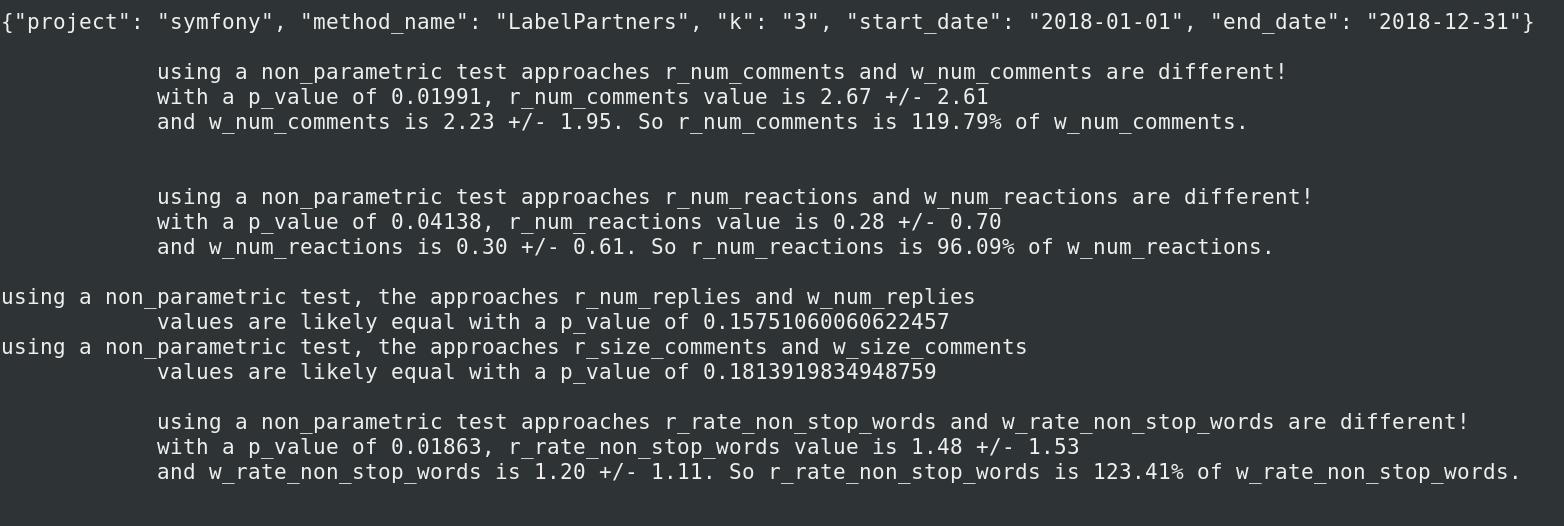 {"project": "symfony", "method_name": "LabelPartners", "k": "3", "start_date": "2018-01-01", "end_date": "2018-12-31"}
using a non_parametric test approaches r_num_comments and w_num_comments are different!
with a p_value of 0.01991, r_num_comments value is 2.67 +/- 2.61
and w_num_comments is 2.23 +/- 1.95. So r_num_comments is 119.79% of w_num_comments.
using a non_parametric test approaches r_num_reactions and w_num_reactions are different!
with a p_value of 0.04138, r_num_reactions value is 0.28 +/- 0.70
and w_num_reactions is 0.30 +/- 0.61. So r_num_reactions is 96.09% of w_num_reactions.
using a non_parametric test, the approaches r_num_replies and w_num_replies
values are likely equal with a p_value of 0.15751060060622457
using a non_parametric test, the approaches r_size_comments and w_size_comments
values are likely equal with a p_value of 0.1813919834948759
using a non_parametric test approaches r_rate_non_stop_words and w_rate_non_stop_words are different!
with a p_value of 0.01863, r_rate_non_stop_words value is 1.48 +/- 1.53
and w_rate_non_stop_words is 1.20 +/- 1.11. So r_rate_non_stop_words is 123.41% of w_rate_non_stop_words.